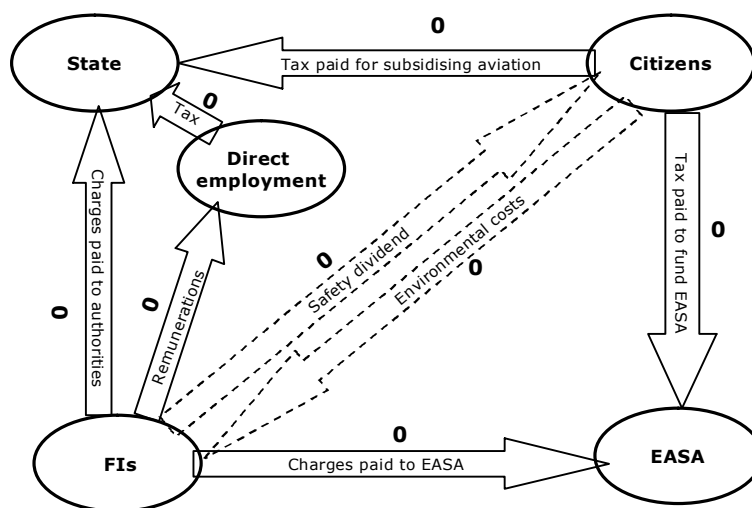 0
State
Tax paid for subsidising aviation
Citizens
0
Tax
Direct
employment
Charges paid to authorities
0
Remunerations
0
0
Safety dividend
Environmental costs
0
Tax paid to fund EASA
0
FIs
0
Charges paid to EASA
EASA